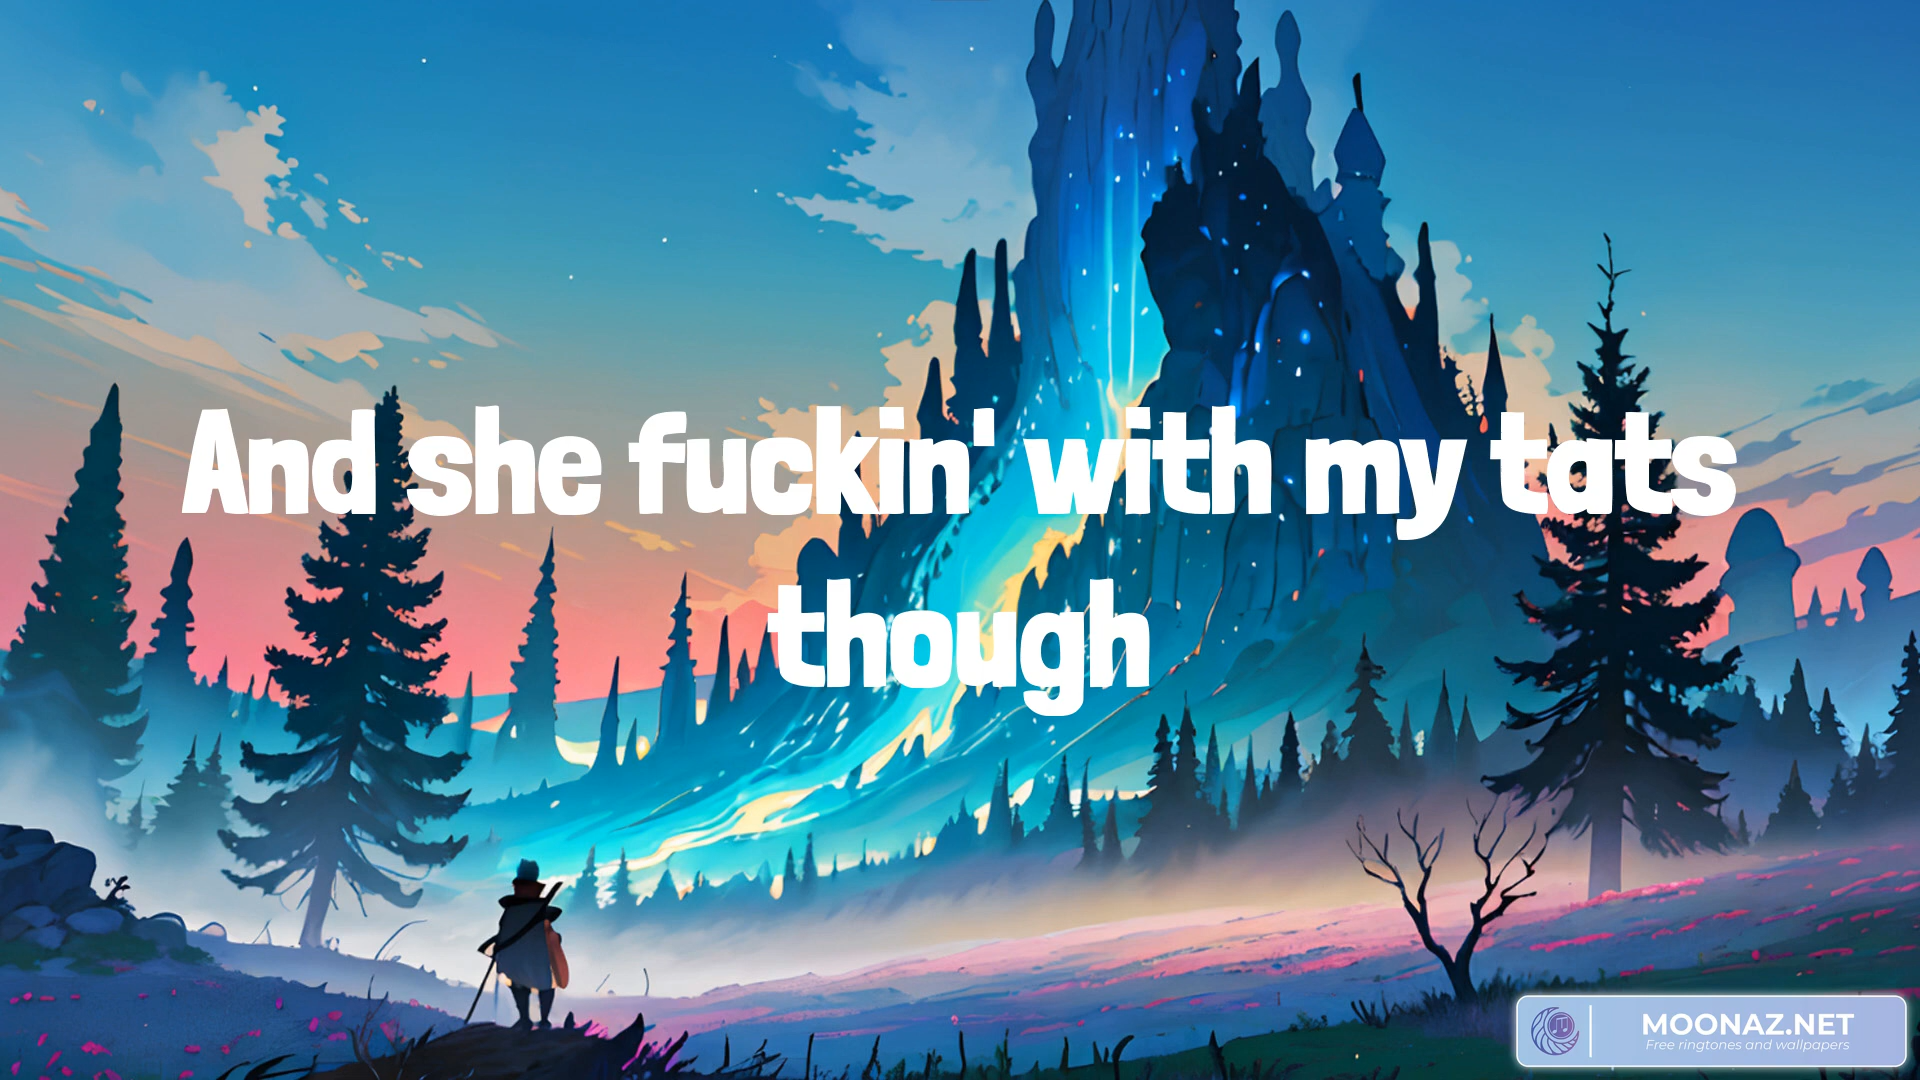 And she fuckin' with my tats
though
MOONAZ.NET
Free ringtones and wallpapers